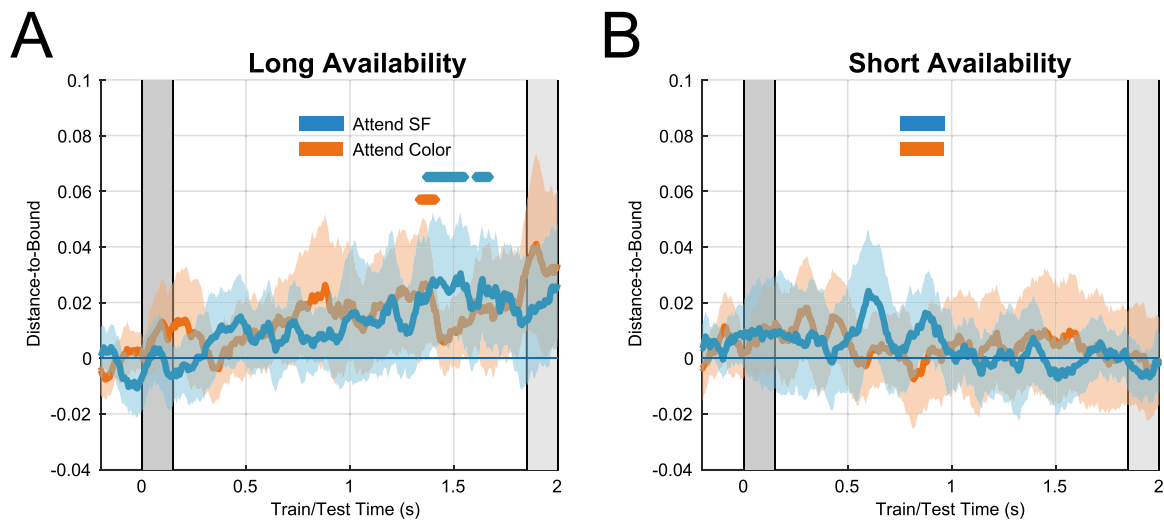 A
Long Availability
0.1
0.08
0.06
0.04
0.02
0
-0.02
-0.04
Distance-to-Bound
Attend SF
Attend Color
0 0.5 1 1.5 2
Train/Test Time (s)
B
Short Availability
0.1
0.08
0.06
0.04
0.02
0
-0.02
-0.04
Distance-to-Bound
0 0.5 1 1.5 2
Train/Test Time (s)